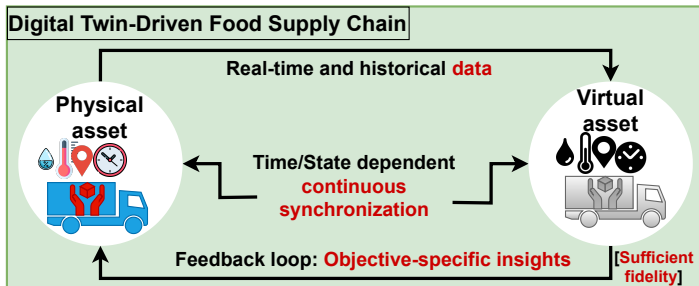 Digital Twin-Driven Food Supply Chain
Real-time and historical data
Physical
asset
Virtual
asset
Time/State dependent
continuous
synchronization
Feedback loop: Objective-specific insights
[Sufficient
fidelity]